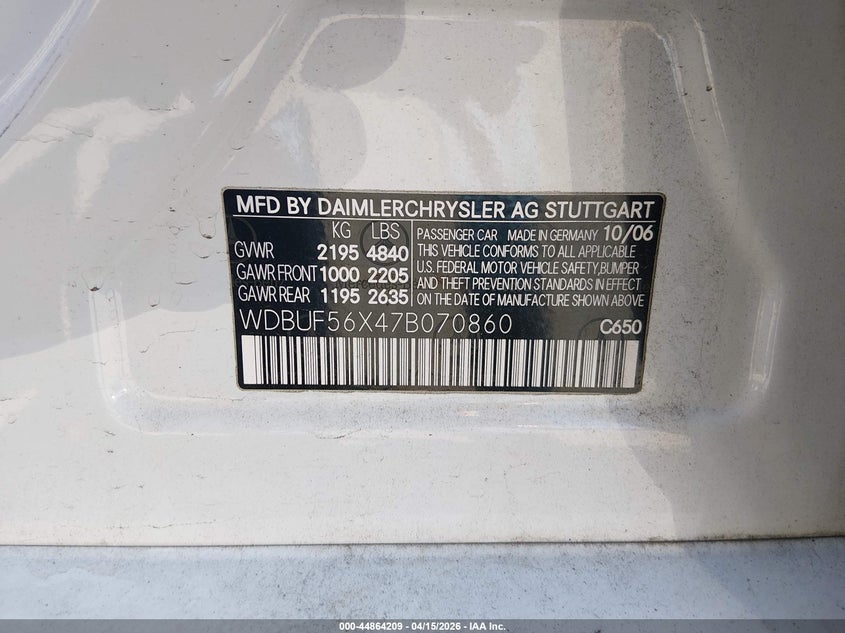 MFD BY DAIMLERCHRYSLER AG STUTTGART
KG LBS
GVWR 2195 4840
GAWR FRONT 1000 2205
GAWR REAR 1195 2635
PASSENGER CAR MADE IN GERMANY 10/06
THIS VEHICLE CONFORMS TO ALL APPLICABLE
U.S. FEDERAL MOTOR VEHICLE SAFETY,BUMPER
AND THEFT PREVENTION STANDARDS IN EFFECT
ON THE DATE OF MANUFACTURE SHOWN ABOVE
WDBUF56X47B070860 C650
000-44864209 - 04/15/2026 - IAA Inc.